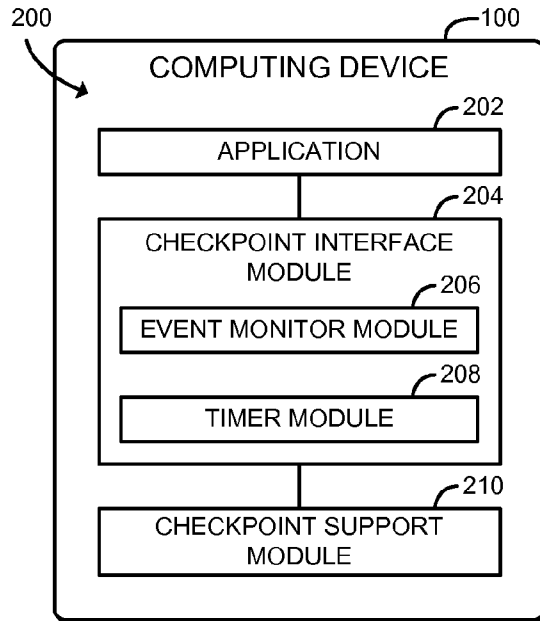 200
100
COMPUTING DEVICE
202
APPLICATION
204
CHECKPOINT INTERFACE
MODULE
206
EVENT MONITOR MODULE
208
TIMER MODULE
210
CHECKPOINT SUPPORT
MODULE